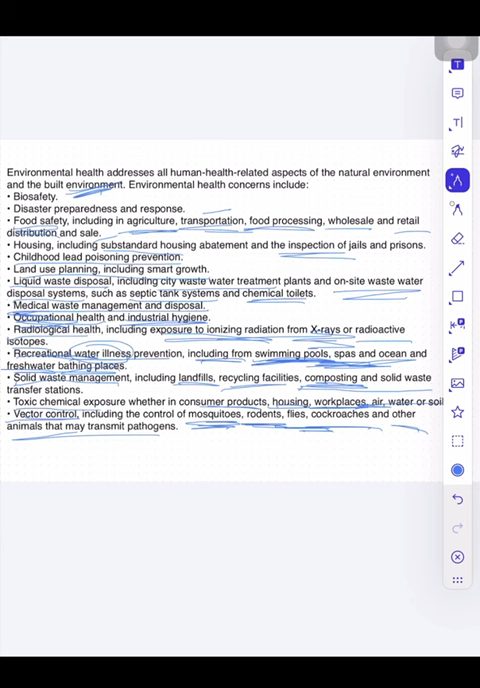 Environmental health addresses all human-health-related aspects of the natural environment
and the built environment. Environmental health concerns include:
• Biosafety.
• Disaster preparedness and response.
• Food safety, including in agriculture, transportation, food processing, wholesale and retail
distribution and sale.
• Housing, including substandard housing abatement and the inspection of jails and prisons.
• Childhood lead poisoning prevention.
• Land use planning, including smart growth.
• Liquid waste disposal, including city waste water treatment plants and on-site waste water
disposal systems, such as septic tank systems and chemical toilets.
• Medical waste management and disposal.
• Occupational health and industrial hygiene.
• Radiological health, including exposure to ionizing radiation from X-rays or radioactive
isotopes.
• Recreational water illness prevention, including from swimming pools, spas and ocean and
freshwater bathing places.
• Solid waste management, including landfills, recycling facilities, composting and solid waste
transfer stations.
• Toxic chemical exposure whether in consumer products, housing, workplaces, air, water or soil
• Vector control, including the control of mosquitoes, rodents, flies, cockroaches and other
animals that may transmit pathogens.